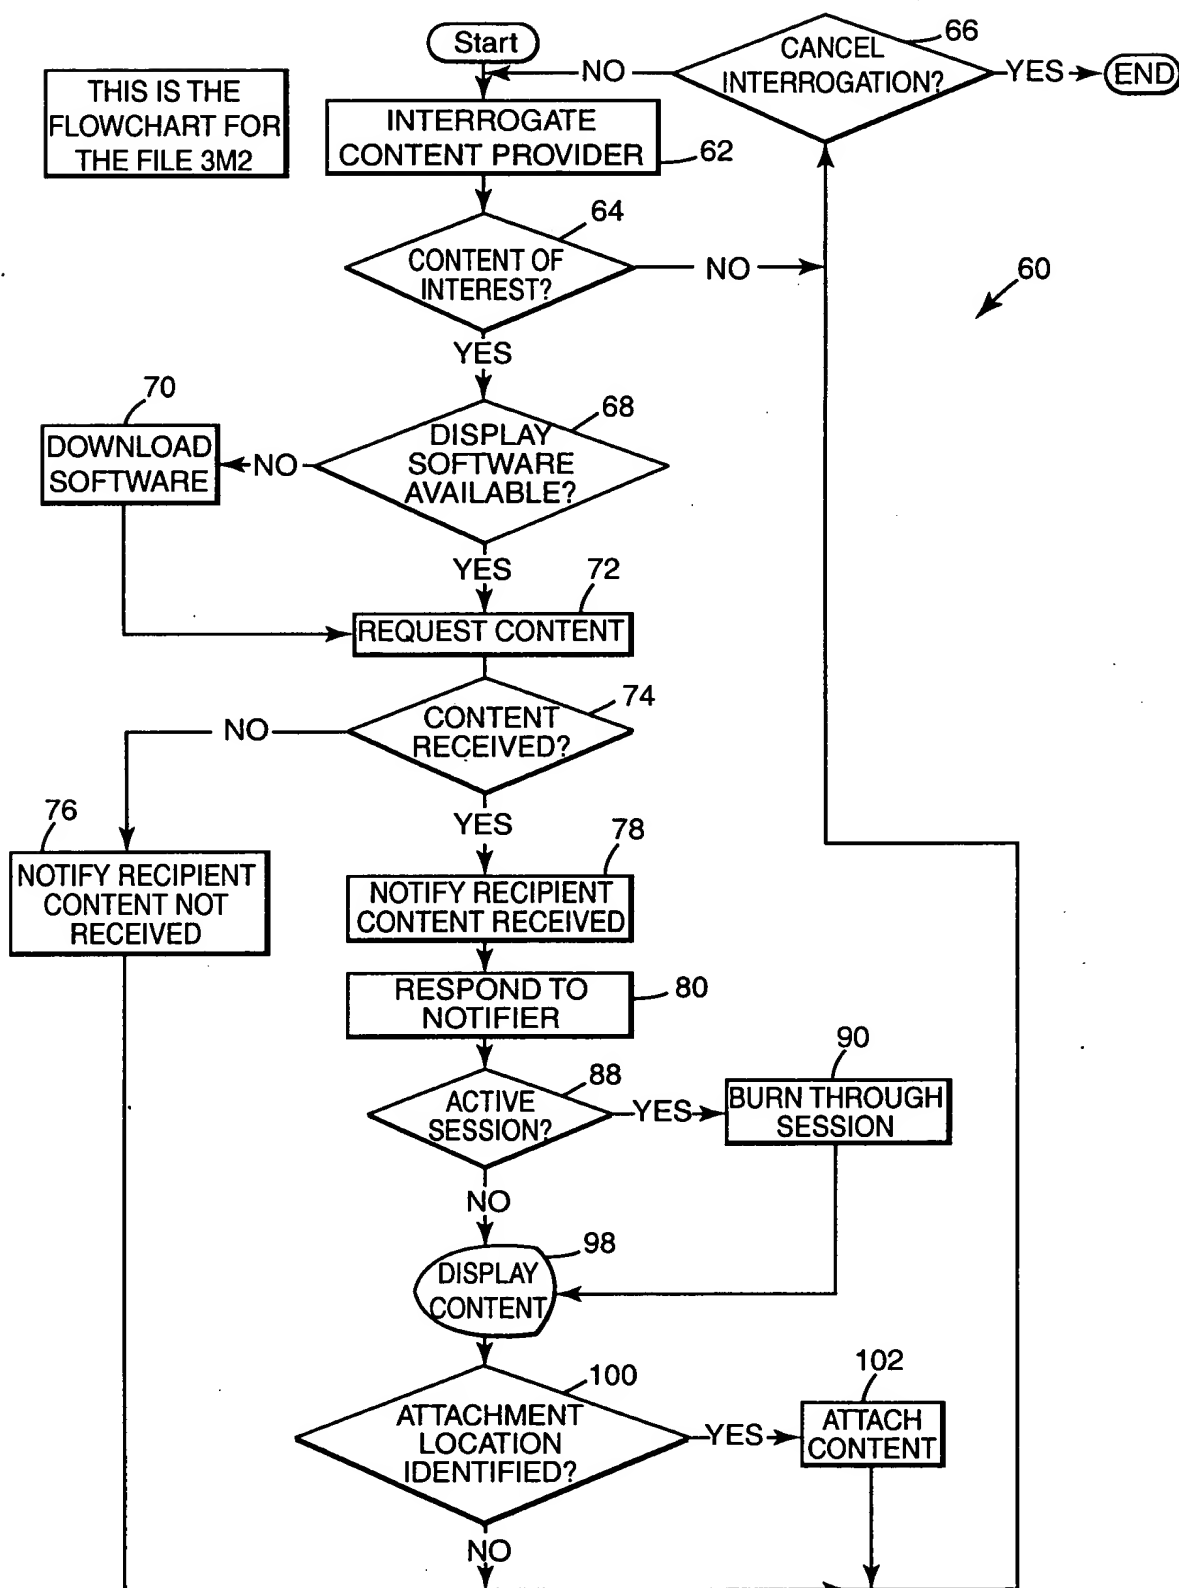 Start
66
CANCEL
INTERROGATION?
NO
YES
END
THIS IS THE
FLOWCHART FOR
THE FILE 3M2
INTERROGATE
CONTENT PROVIDER
62
64
CONTENT OF
INTEREST?
NO
60
YES
70
68
DOWNLOAD
SOFTWARE
NO
DISPLAY
SOFTWARE
AVAILABLE?
YES
72
REQUEST CONTENT
74
NO
CONTENT
RECEIVED?
76
YES
78
NOTIFY RECIPIENT
CONTENT NOT
RECEIVED
NOTIFY RECIPIENT
CONTENT RECEIVED
RESPOND TO
NOTIFIER
80
90
88
ACTIVE
SESSION?
YES
BURN THROUGH
SESSION
NO
98
DISPLAY
CONTENT
100
102
ATTACHMENT
LOCATION
IDENTIFIED?
YES
ATTACH
CONTENT
NO